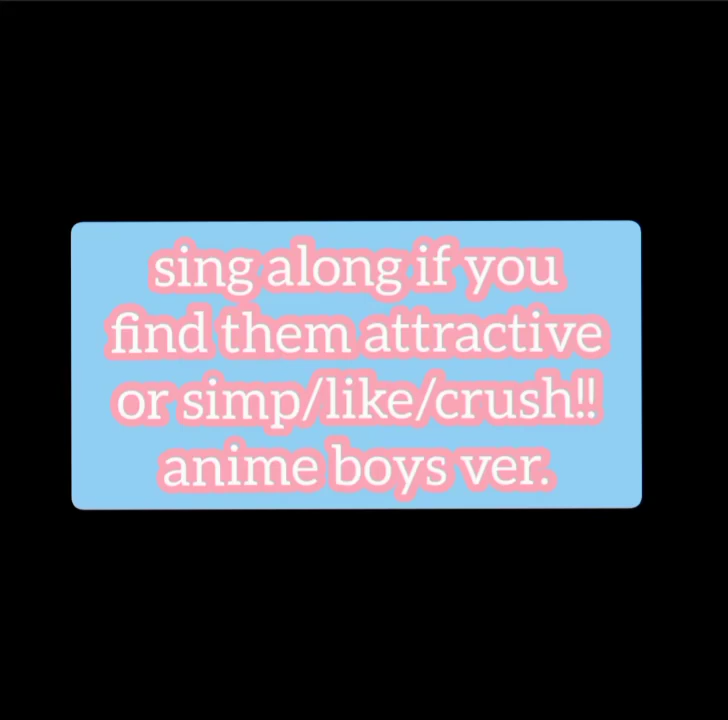 sing along if you
find them attractive
or simp/like/crush!!
anime boys ver.